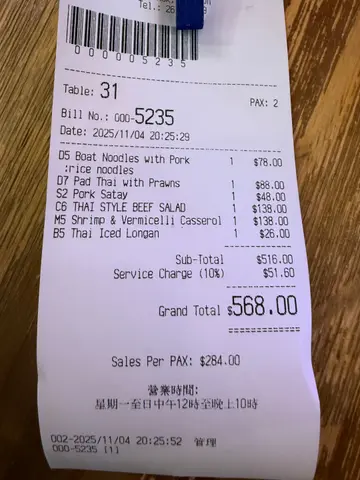 Tel.: 26
000005235
Table: 31
PAX: 2
Bill No.: 000-5235
Date: 2025/11/04 20:25:29
D5 Boat Noodles with Pork 1 $78.00
:rice noodles
D7 Pad Thai with Prawns 1 $88.00
S2 Pork Satay 1 $48.00
C6 THAI STYLE BEEF SALAD 1 $138.00
M5 Shrimp & Vermicelli Casserol 1 $138.00
B5 Thai Iced Longan 1 $26.00
Sub-Total $516.00
Service Charge (10%) $51.60
Grand Total $568.00
Sales Per PAX: $284.00
營業時間:
星期一至日中午12時至晚上10時
002-2025/11/04 20:25:52 管理
000-5235 [1]